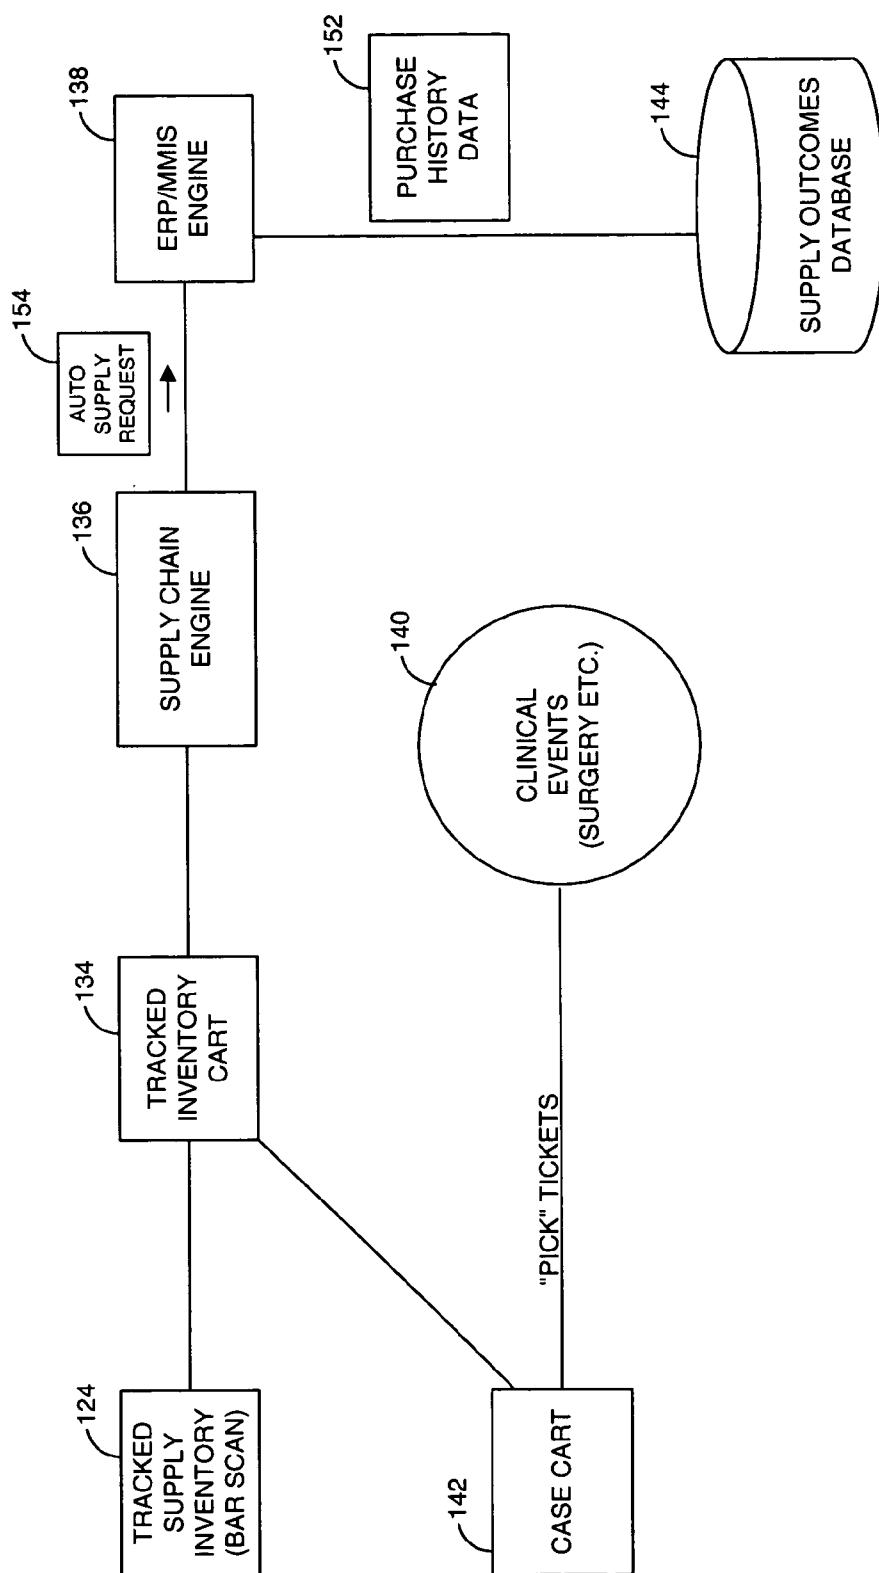 124
TRACKED
SUPPLY
INVENTORY
(BAR SCAN)
134
TRACKED
INVENTORY
CART
136
SUPPLY CHAIN
ENGINE
154
AUTO
SUPPLY
REQUEST
138
ERP/MMIS
ENGINE
152
PURCHASE
HISTORY
DATA
142
CASE CART
"PICK" TICKETS
140
CLINICAL
EVENTS
(SURGERY ETC.)
144
SUPPLY OUTCOMES
DATABASE